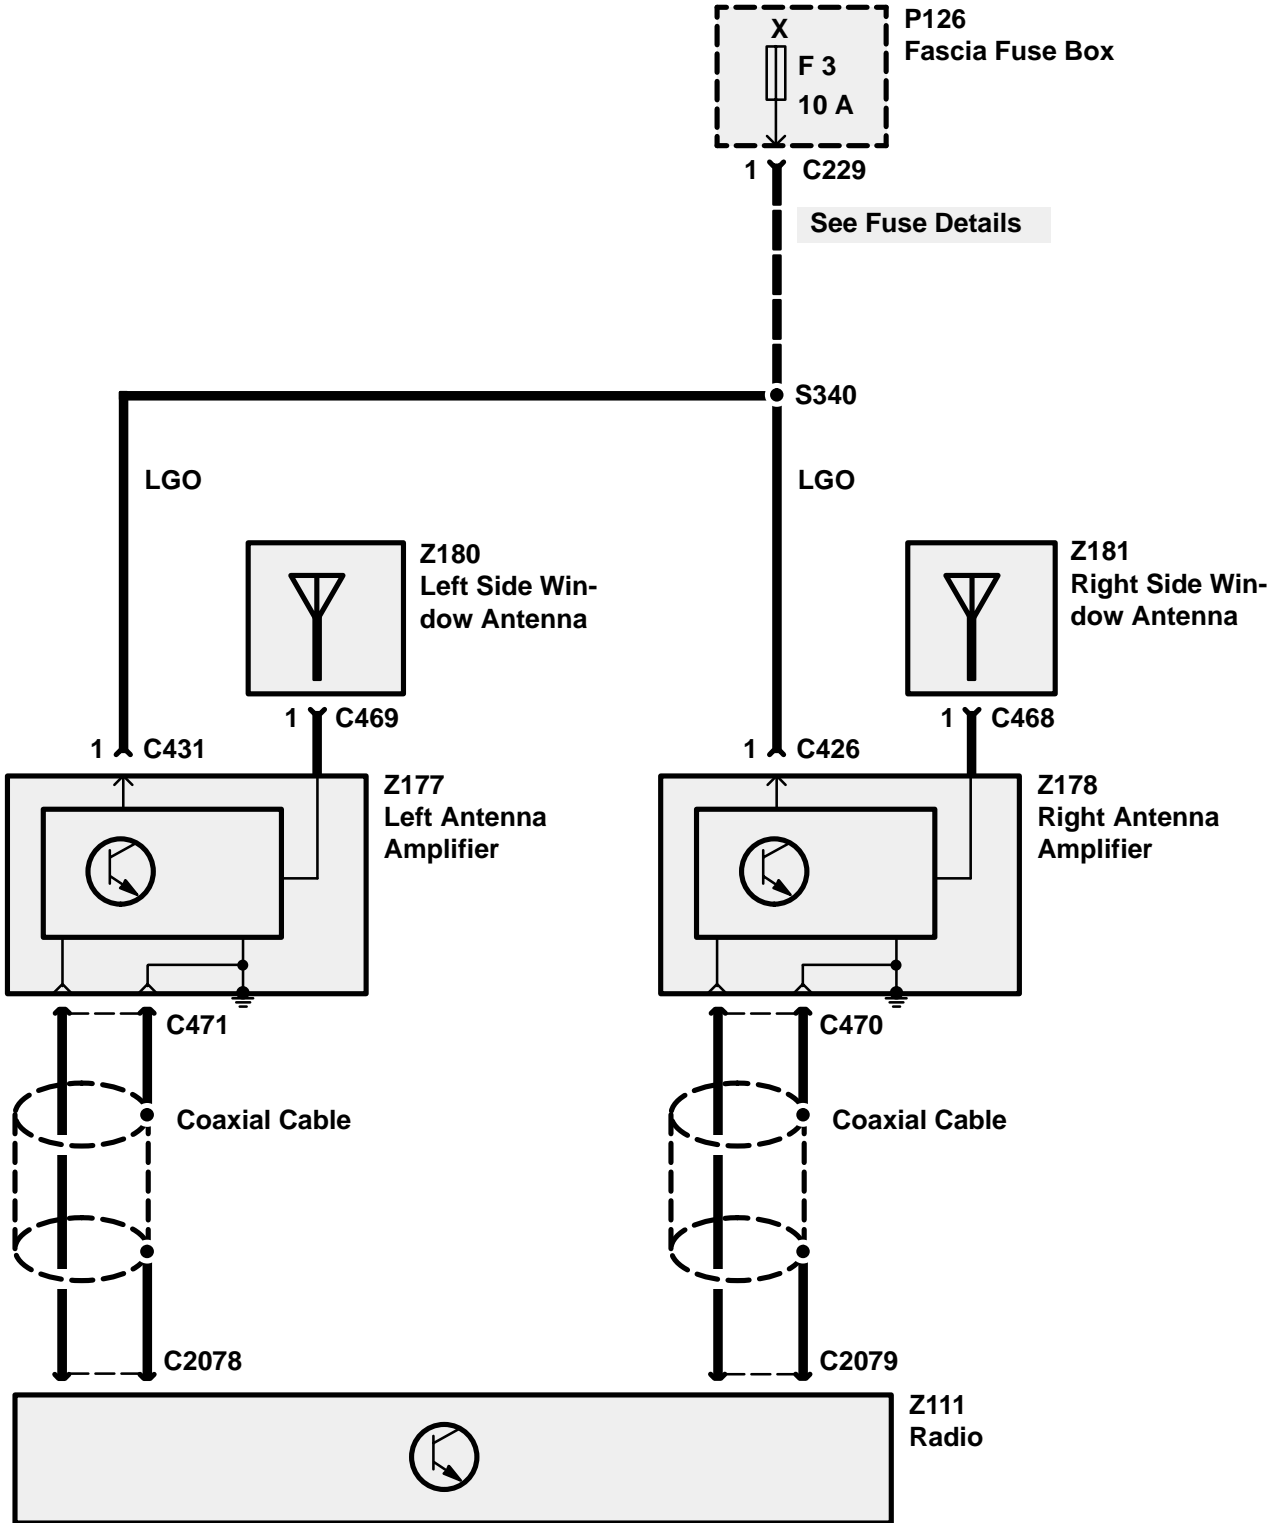 P126
Fascia Fuse Box
X
F 3
10 A
1
C229
See Fuse Details
S340
LGO
LGO
Z180
Left Side Win-
dow Antenna
Z181
Right Side Win-
dow Antenna
1
C469
1
C468
1
C431
1
C426
Z177
Left Antenna
Amplifier
Z178
Right Antenna
Amplifier
C471
C470
Coaxial Cable
Coaxial Cable
C2078
C2079
Z111
Radio